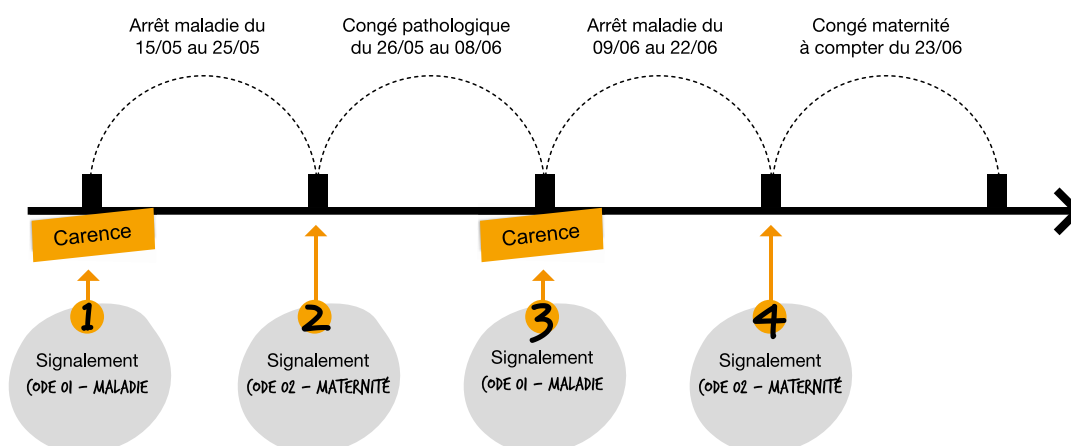 Arrêt maladie du
15/05 au 25/05
Congé pathologique
du 26/05 au 08/06
Arrêt maladie du
09/06 au 22/06
Congé maternité
à compter du 23/06
Carence
Carence
1
Signalement
CODE 01 – MALADIE
2
Signalement
CODE 02 – MATERNITÉ
3
Signalement
CODE 01 – MALADIE
4
Signalement
CODE 02 – MATERNITÉ